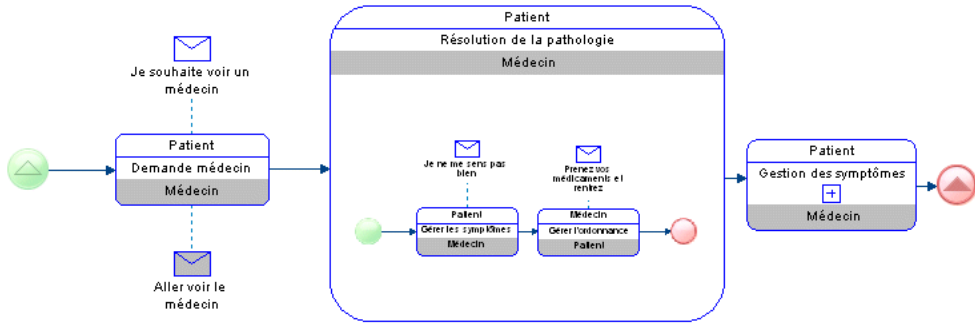 Je souhaite voir un
médecin
Patient
Demande médecin
Médecin
Aller voir le
médecin
Patient
Résolution de la pathologie
Médecin
Je ne me sens pas
bien
Patient
Gérer les symptômes
Médecin
Prenez vos
médicaments et
rentrez
Médecin
Gérer l'ordonnance
Patient
Patient
Gestion des symptômes
+
Médecin